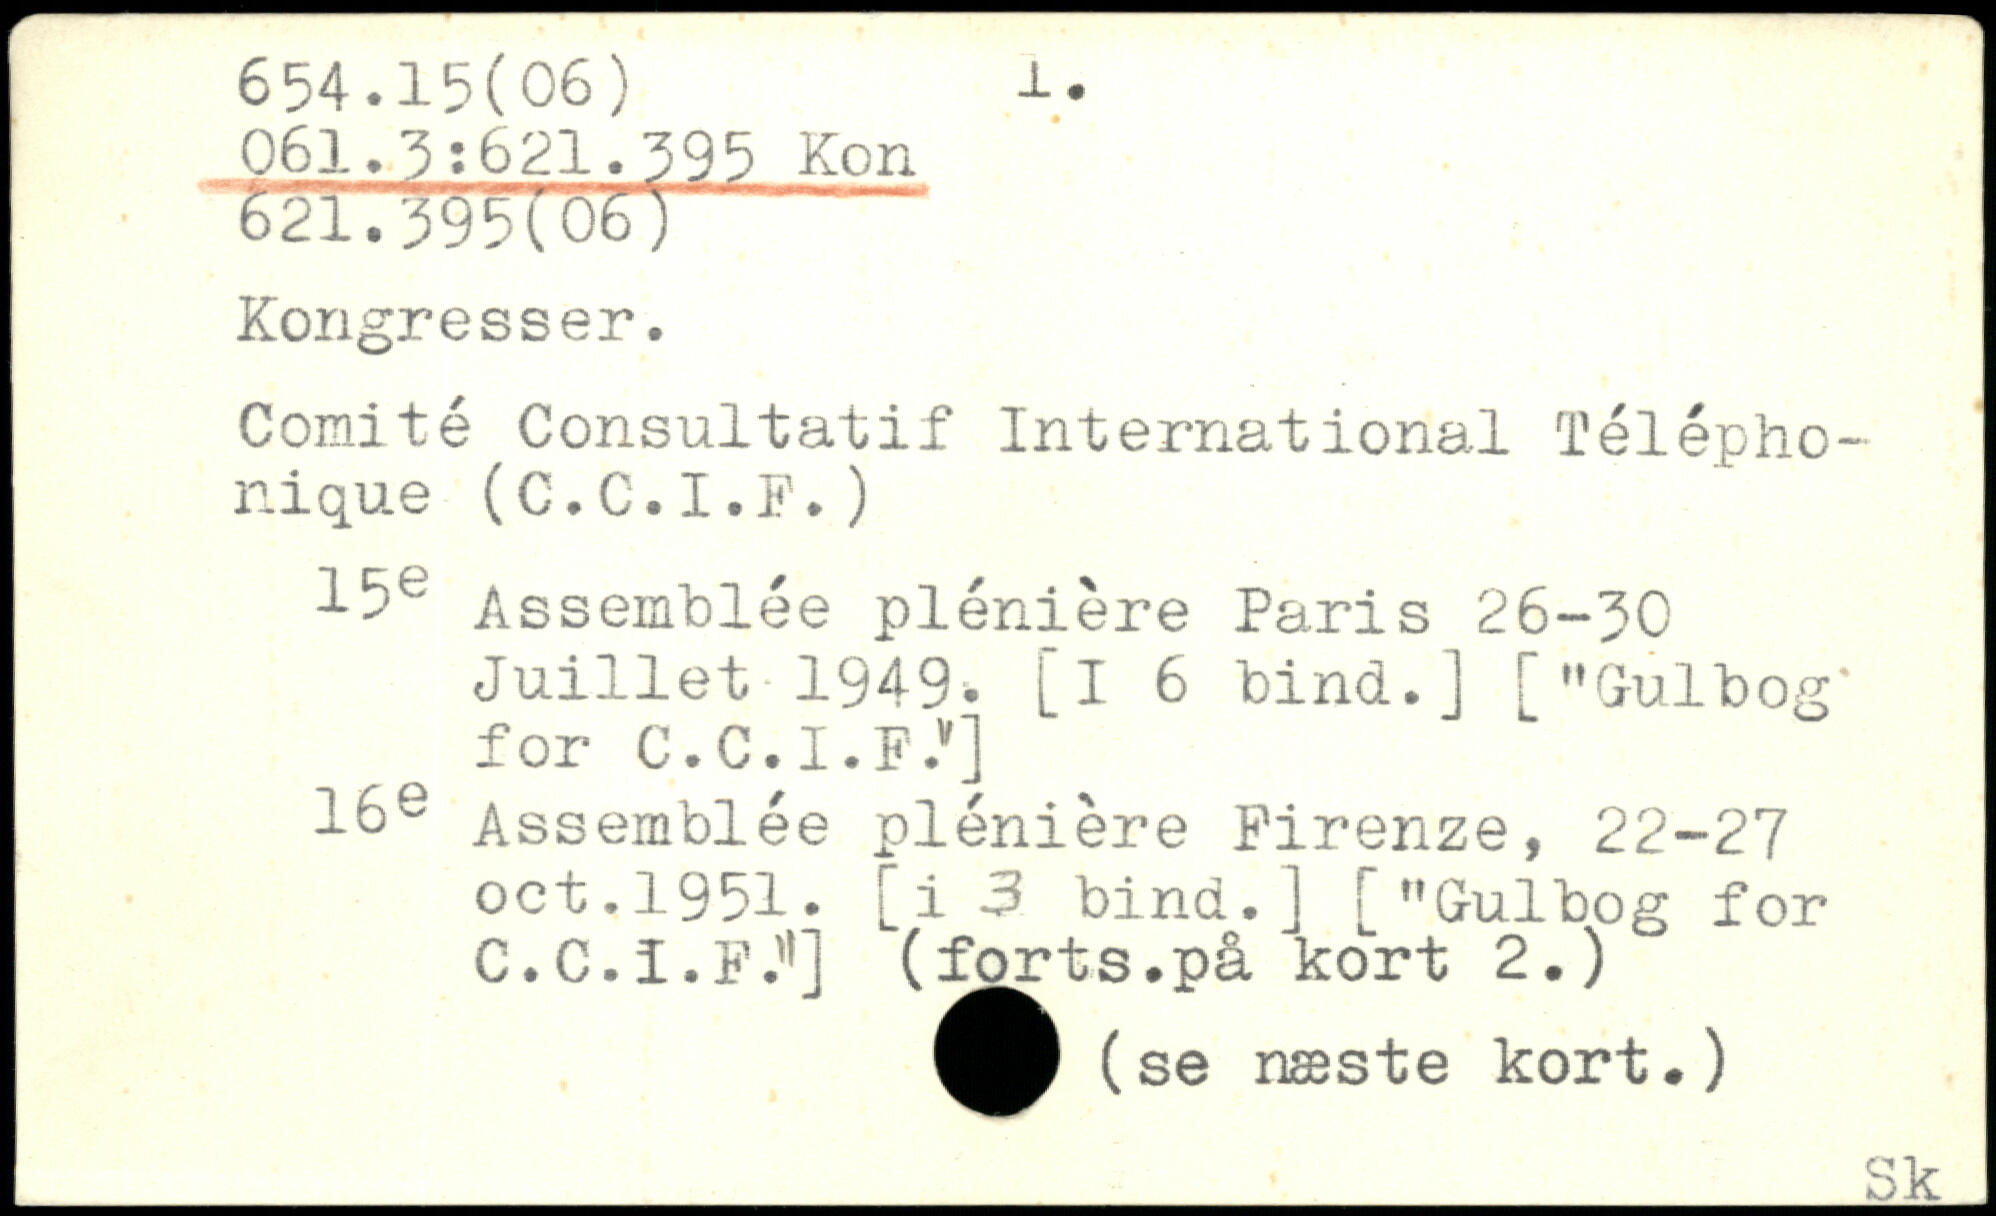 654.15(06) 1.
061.3:621.395 Kon
621.395(06)
Kongresser.
Comité Consultatif International Télépho-
nique (C.C.I.F.)
15e Assemblée plénière Paris 26-30
Juillet 1949. [I 6 bind.] ["Gulbog
for C.C.I.F."]
16e Assemblée plénière Firenze, 22-27
oct.1951. [i 3 bind.] ["Gulbog for
C.C.I.F."] (forts.på kort 2.)
(se næste kort.)
Sk